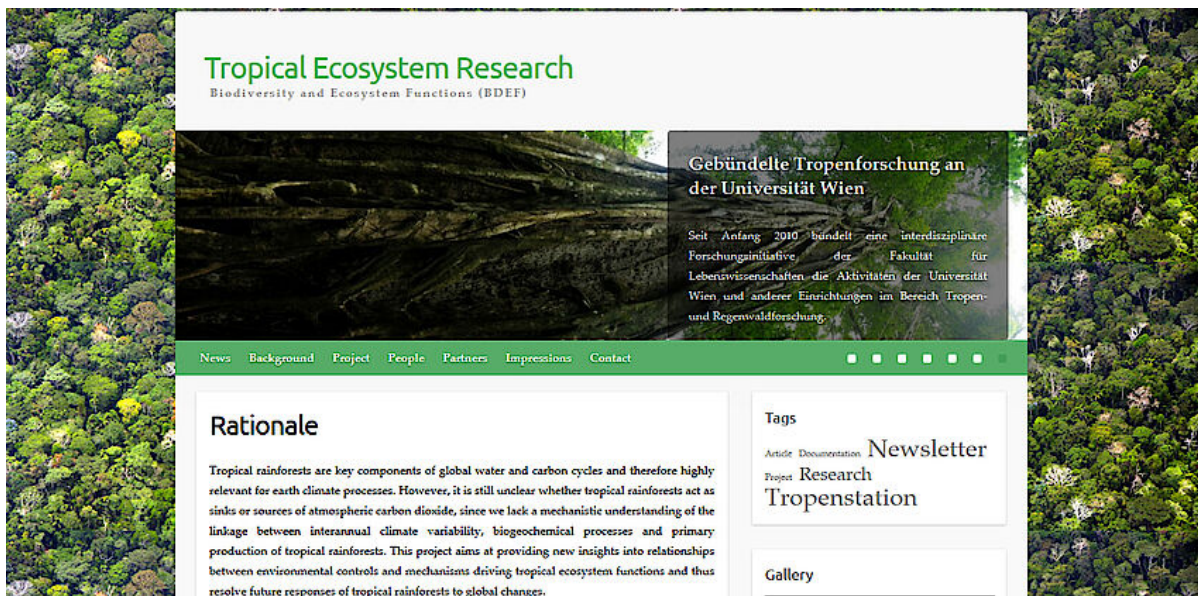 Tropical Ecosystem Research
Biodiversity and Ecosystem Functions (BDEF)
Gebündelte Tropenforschung an
der Universität Wien
Seit Anfang 2010 bündelt eine interdisziplinäre
Forschungsinitiative der Fakultät für
Lebenswissenschaften die Aktivitäten der Universität
Wien und anderer Einrichtungen im Bereich Tropen-
und Regenwaldforschung.
News Background Project People Partners Impressions Contact
Rationale
Tropical rainforests are key components of global water and carbon cycles and therefore highly
relevant for earth climate processes. However, it is still unclear whether tropical rainforests act as
sinks or sources of atmospheric carbon dioxide, since we lack a mechanistic understanding of the
linkage between interannual climate variability, biogeochemical processes and primary
production of tropical rainforests. This project aims at providing new insights into relationships
between environmental controls and mechanisms driving tropical ecosystem functions and thus
resolve future responses of tropical rainforests to global changes.
Tags
Article Documentation Newsletter
Project Research
Tropenstation
Gallery